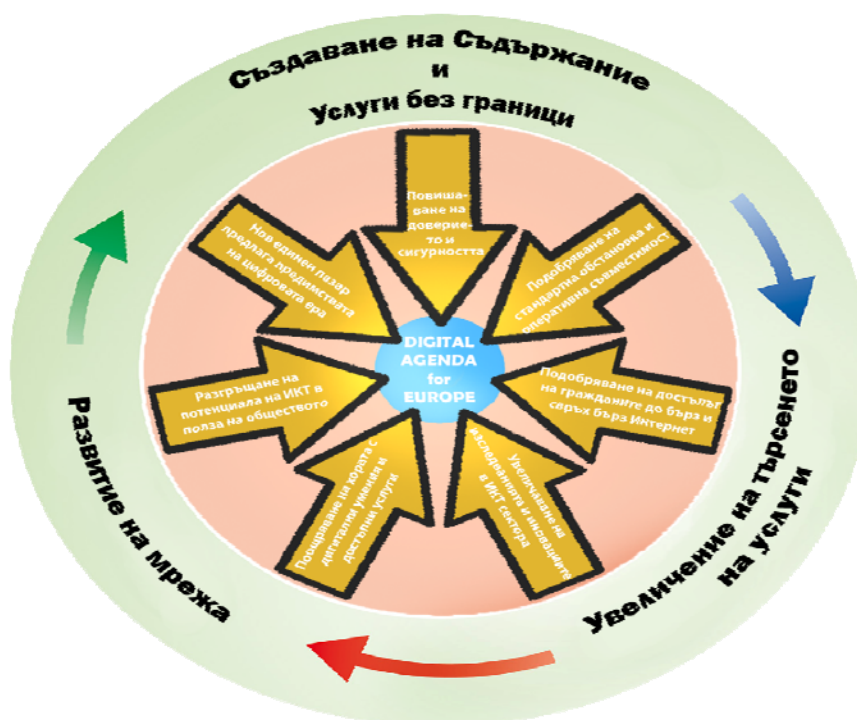 Създаване на Съдържание
и
Услуги без граници
Повиша-
ване на
доверие-
то и
сигурността
Подобряване на
стандартна обстановка и
оперативна съвместимост
Подобряване на достъпът
на гражданите до бърз и
свръх бърз Интернет
Увеличаване на
изследванията и иновациите
в ИКТ сектора
Поощряване на хората с
дигитални умения и
достъпни услуги
Разгръщане на
потенциала на ИКТ в
полза на обществото
Нов единен пазар
предлага предимствата
на цифровата ера
DIGITAL
AGENDA
for
EUROPE
Увеличение на търсенето
на услуги
Развитие на мрежа